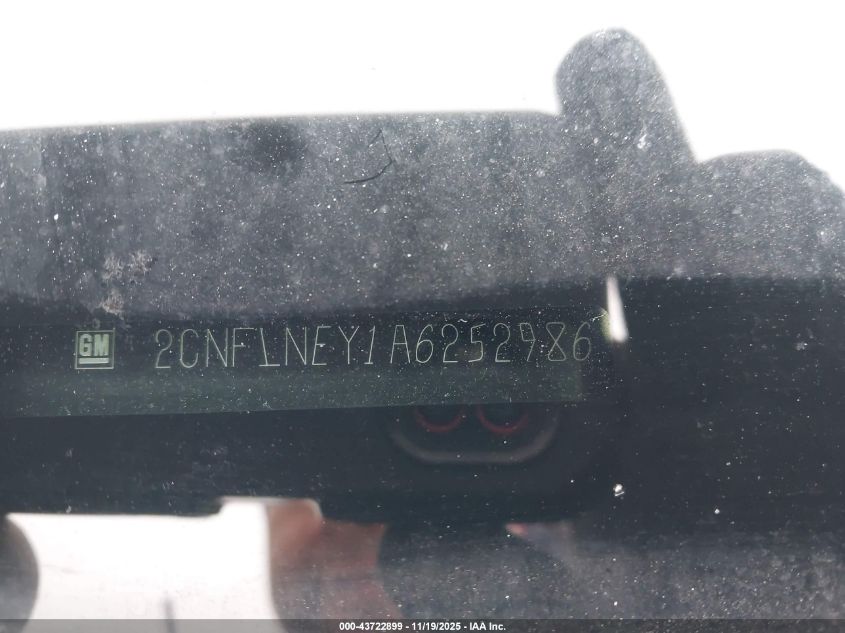 GM 2CNFLNEY1A6252986
000-43722899 - 11/19/2025 - IAA Inc.